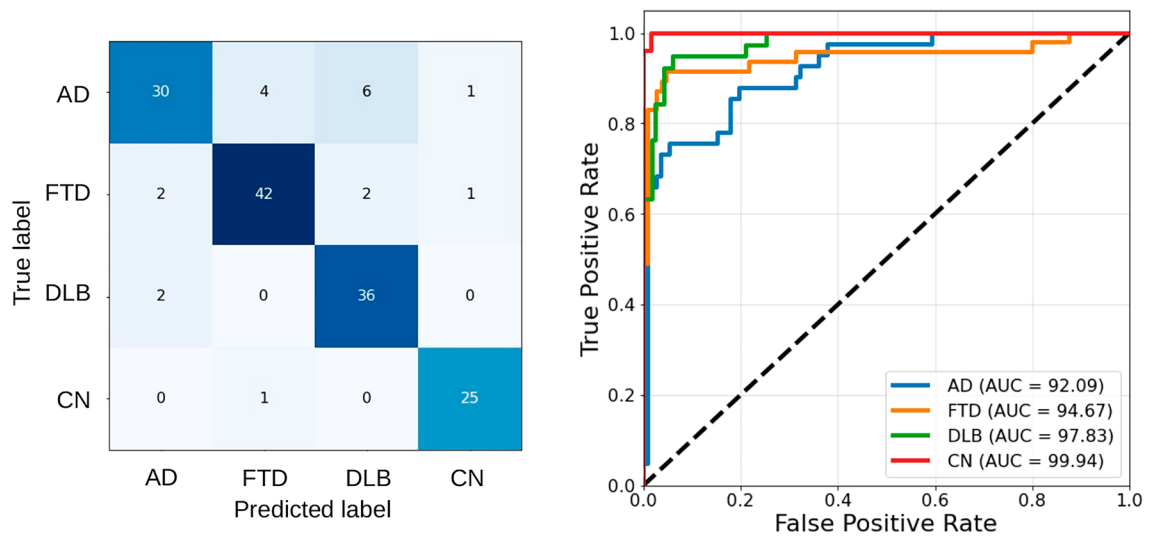 True label
AD 30 4 6 1
FTD 2 42 2 1
DLB 2 0 36 0
CN 0 1 0 25
AD FTD DLB CN
Predicted label
True Positive Rate
1.0
0.8
0.6
0.4
0.2
0.0
0.0 0.2 0.4 0.6 0.8 1.0
False Positive Rate
AD (AUC = 92.09)
FTD (AUC = 94.67)
DLB (AUC = 97.83)
CN (AUC = 99.94)